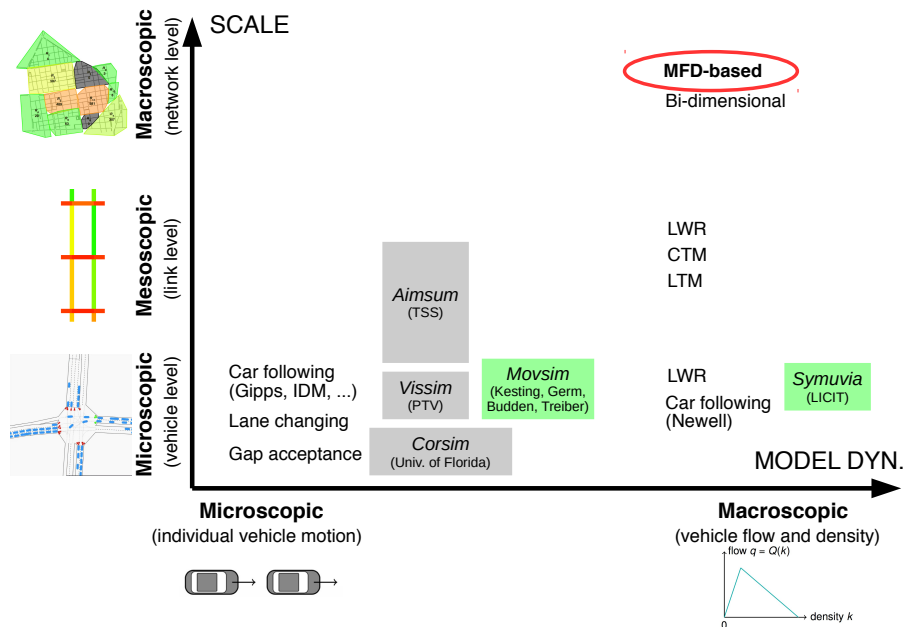 SCALE
Macroscopic
(network level)
MFD-based
Bi-dimensional
Mesoscopic
(link level)
LWR
CTM
LTM
Aimsum
(TSS)
Microscopic
(vehicle level)
Car following
(Gipps, IDM, ...)
Lane changing
Gap acceptance
Vissim
(PTV)
Movsim
(Kesting, Germ,
Budden, Treiber)
Corsim
(Univ. of Florida)
LWR
Car following
(Newell)
Symuvia
(LICIT)
MODEL DYN.
Microscopic
(individual vehicle motion)
Macroscopic
(vehicle flow and density)
flow q = Q(k)
density k
0